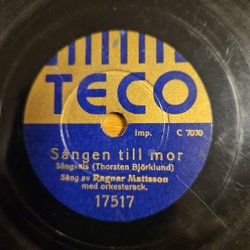 TECO
Imp. C 7070
Sången till mor
Sångvals (Thorsten Björklund)
Sång av Ragnar Mattsson
med orkesterack.
17517